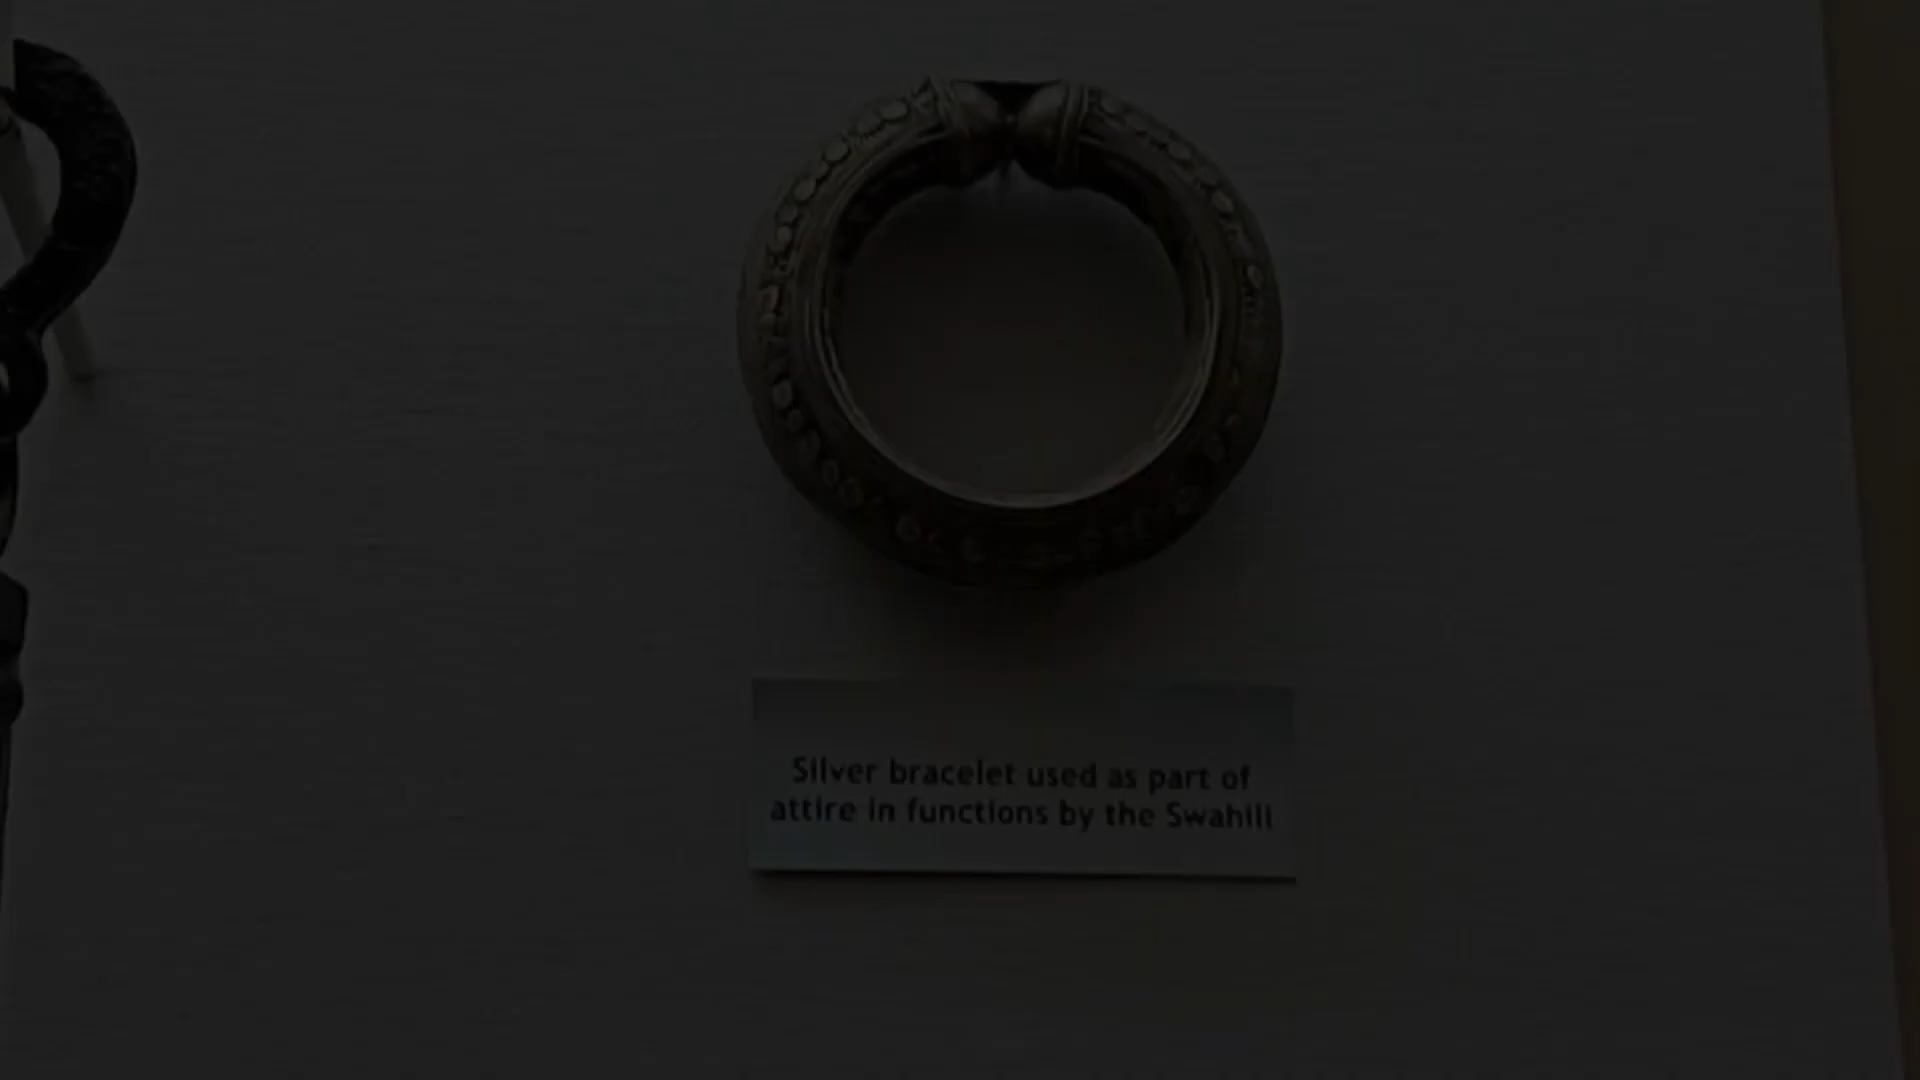 Silver bracelet used as part of
attire in functions by the Swahili